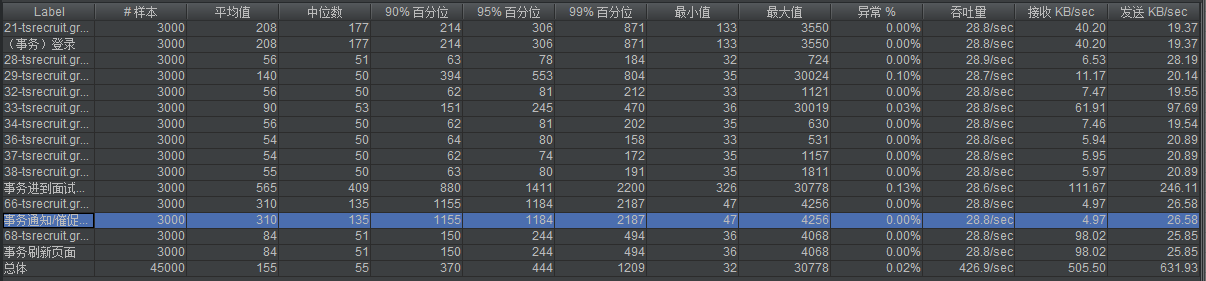 Label # 样本 平均值 中位数 90% 百分位 95% 百分位 99% 百分位 最小值 最大值 异常 % 吞吐量 接收 KB/sec 发送 KB/sec
21-tsrecruit.gr... 3000 208 177 214 306 871 133 3550 0.00% 28.8/sec 40.20 19.37
（事务）登录 3000 208 177 214 306 871 133 3550 0.00% 28.8/sec 40.20 19.37
28-tsrecruit.gr... 3000 56 51 63 78 184 32 724 0.00% 28.9/sec 6.53 28.19
29-tsrecruit.gr... 3000 140 50 394 553 804 35 30024 0.10% 28.7/sec 11.17 20.14
32-tsrecruit.gr... 3000 56 50 62 81 212 33 1121 0.00% 28.8/sec 7.47 19.55
33-tsrecruit.gr... 3000 90 53 151 245 470 36 30019 0.03% 28.8/sec 61.91 97.69
34-tsrecruit.gr... 3000 56 50 62 81 202 35 630 0.00% 28.8/sec 7.46 19.54
36-tsrecruit.gr... 3000 54 50 64 80 158 33 531 0.00% 28.8/sec 5.94 20.89
37-tsrecruit.gr... 3000 54 50 62 74 172 35 1157 0.00% 28.8/sec 5.95 20.89
38-tsrecruit.gr... 3000 55 50 63 80 191 35 1811 0.00% 28.8/sec 5.97 20.89
事务进到面试... 3000 565 409 880 1411 2200 326 30778 0.13% 28.6/sec 111.67 246.11
66-tsrecruit.gr... 3000 310 135 1155 1184 2187 47 4256 0.00% 28.8/sec 4.97 26.58
事务通知/催促... 3000 310 135 1155 1184 2187 47 4256 0.00% 28.8/sec 4.97 26.58
68-tsrecruit.gr... 3000 84 51 150 244 494 36 4068 0.00% 28.8/sec 98.02 25.85
事务刷新页面 3000 84 51 150 244 494 36 4068 0.00% 28.8/sec 98.02 25.85
总体 45000 155 55 370 444 1209 32 30778 0.02% 426.9/sec 505.50 631.93